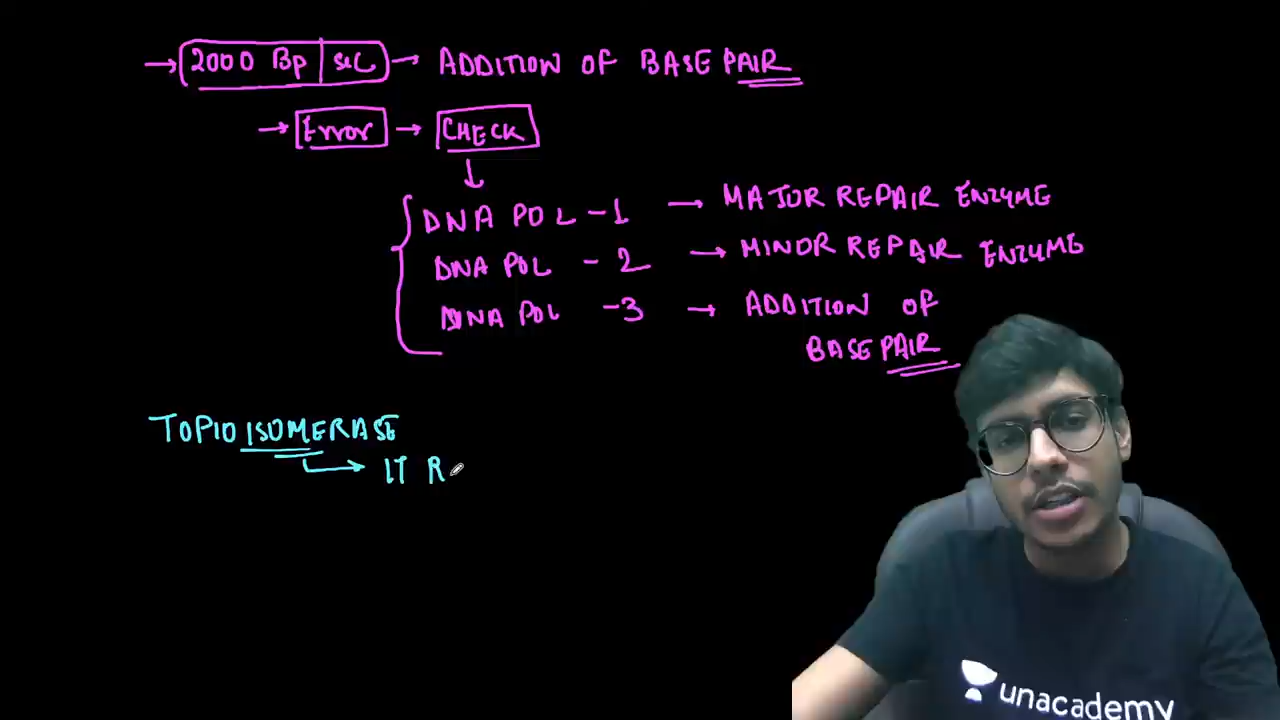 → 2000 Bp | sec → ADDITION OF BASE PAIR
→ Error → CHECK
DNA POL - 1 → MAJOR REPAIR ENZYME
DNA POL - 2 → MINOR REPAIR ENZYME
DNA POL - 3 → ADDITION OF
BASE PAIR
TOPIOISOMERASE
→ IT R
unacademy